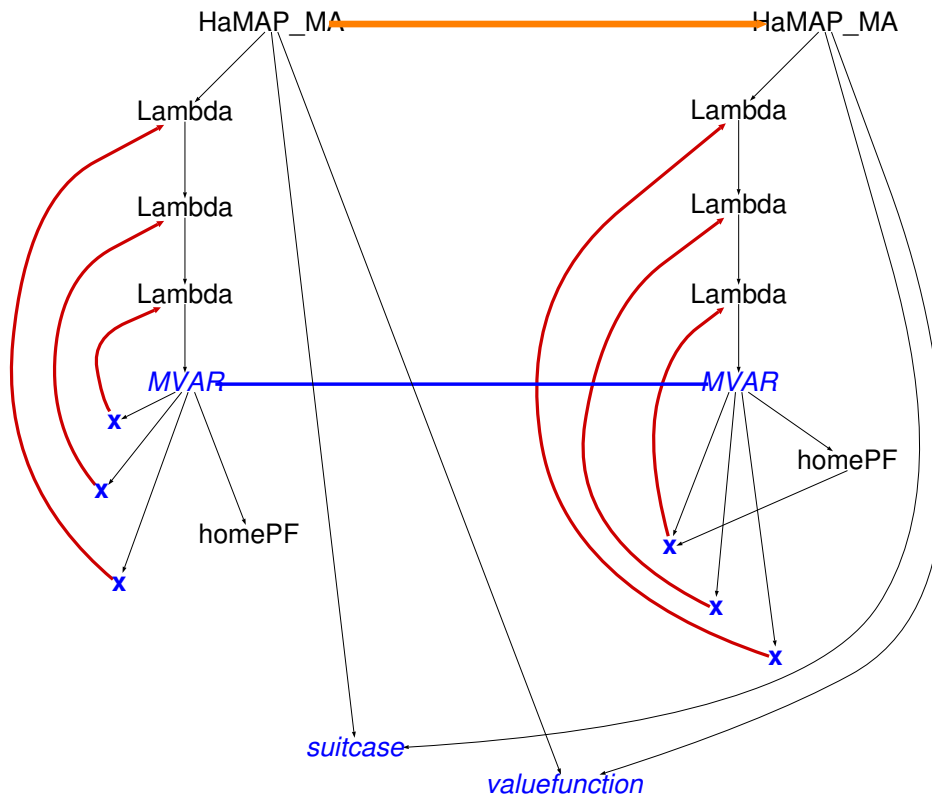 HaMAP_MA HaMAP_MA
Lambda Lambda
Lambda Lambda
Lambda Lambda
MVAR MVAR
x
homePF
x
homePF
x
x
x
x
suitcase
valuefunction